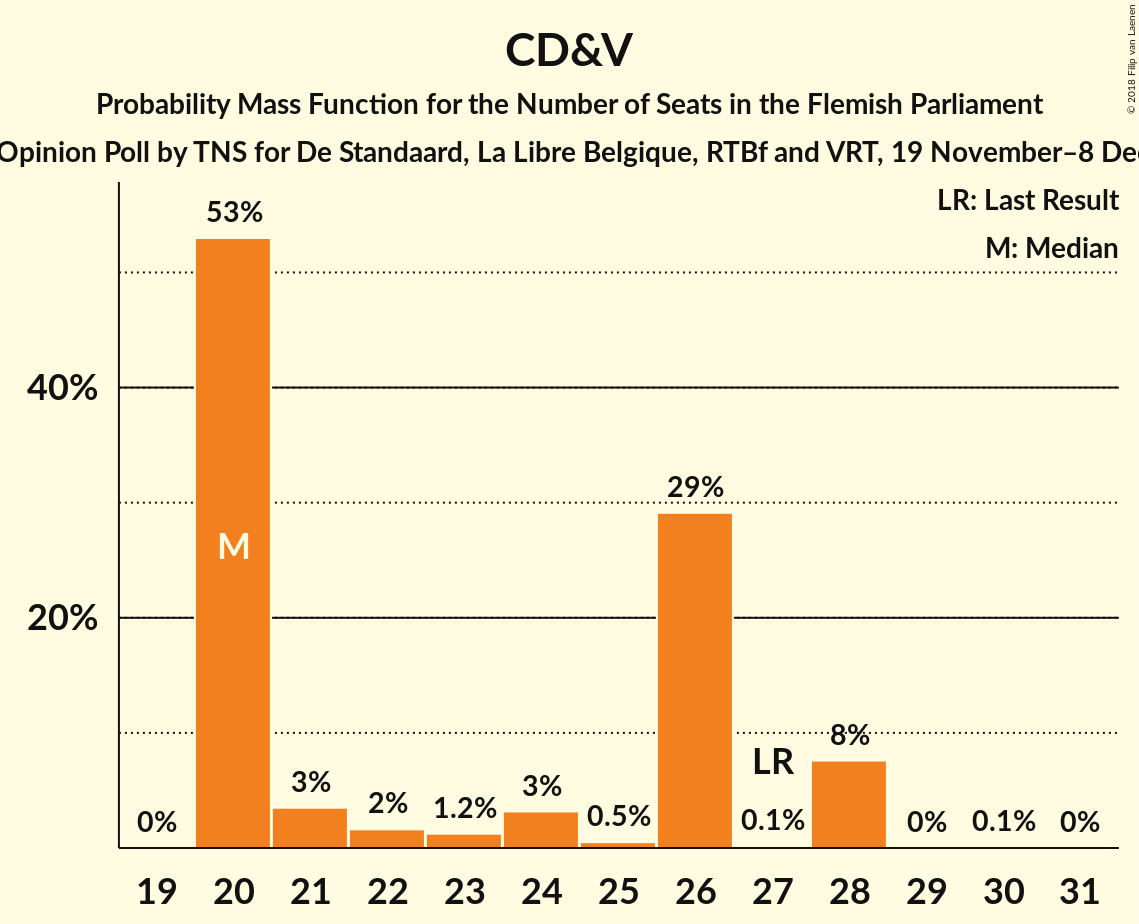 CD&V
Probability Mass Function for the Number of Seats in the Flemish Parliament
Opinion Poll by TNS for De Standaard, La Libre Belgique, RTBf and VRT, 19 November–8
© 2018 Filip van Laenen
LR: Last Result
M: Median
53%
40%
29%
M
20%
8%
LR
3%
2%
1.2%
3%
0.5%
0.1%
0%
0%
0.1%
0%
19 20 21 22 23 24 25 26 27 28 29 30 31